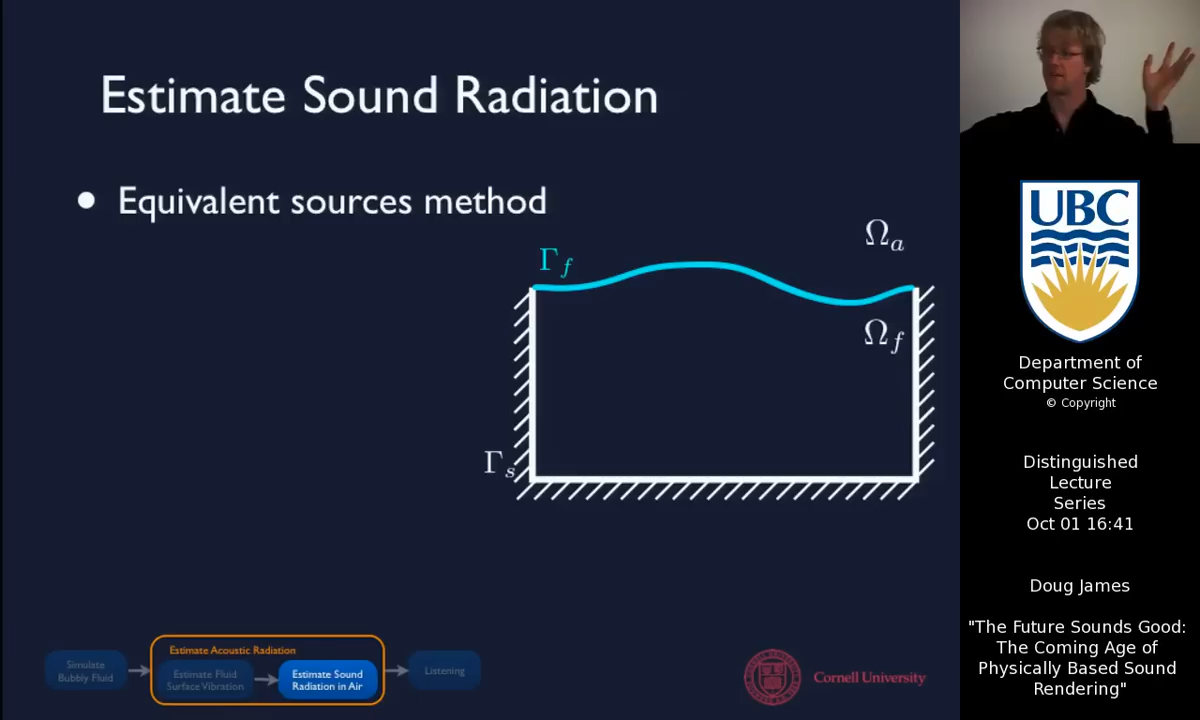 Estimate Sound Radiation
• Equivalent sources method
Γf
Ωa
Ωf
Γs
Simulate
Bubbly Fluid
Estimate Acoustic Radiation
Estimate Fluid
Surface Vibration
Estimate Sound
Radiation in Air
Listening
Cornell University
UBC
Department of
Computer Science
© Copyright
Distinguished
Lecture
Series
Oct 01 16:41
Doug James
"The Future Sounds Good:
The Coming Age of
Physically Based Sound
Rendering"